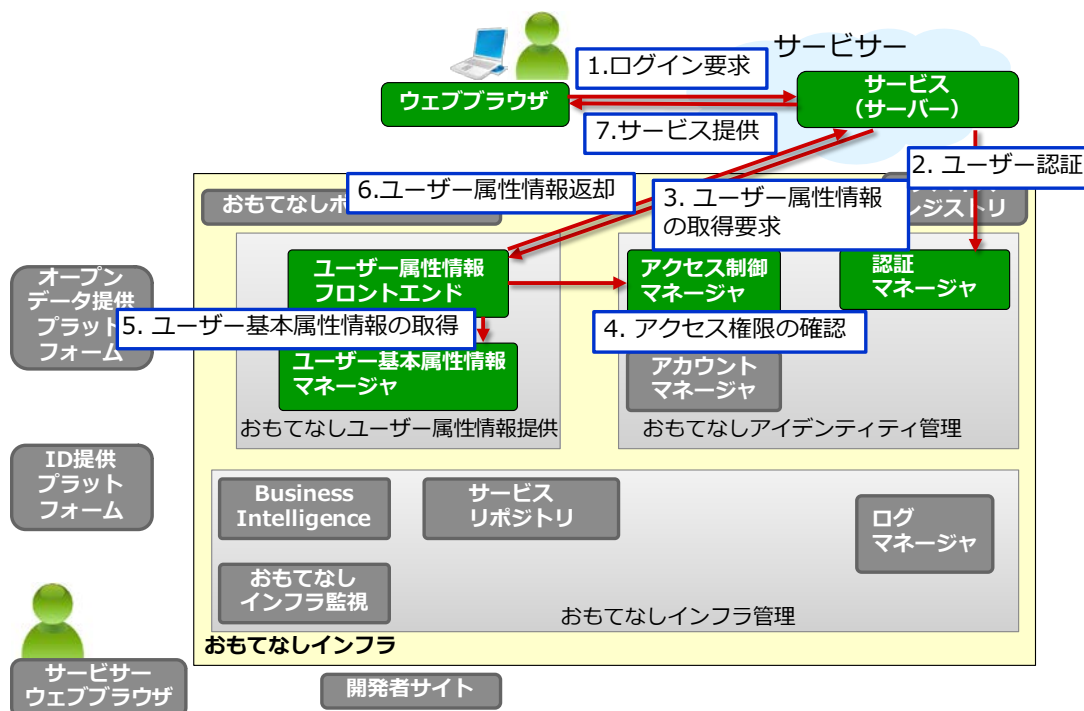 サービサー
1.ログイン要求
ウェブブラウザ
サービス
（サーバー）
7.サービス提供
2. ユーザー認証
6.ユーザー属性情報返却
3. ユーザー属性情報
の取得要求
おもてなし
レジストリ
オープン
データ提供
プラット
フォーム
ユーザー属性情報
フロントエンド
アクセス制御
マネージャ
認証
マネージャ
5. ユーザー基本属性情報の取得
4. アクセス権限の確認
ユーザー基本属性情報
マネージャ
アカウント
マネージャ
おもてなしユーザー属性情報提供
おもてなしアイデンティティ管理
ID提供
プラット
フォーム
Business
Intelligence
サービス
リポジトリ
ログ
マネージャ
おもてなし
インフラ監視
おもてなしインフラ管理
おもてなしインフラ
サービサー
ウェブブラウザ
開発者サイト